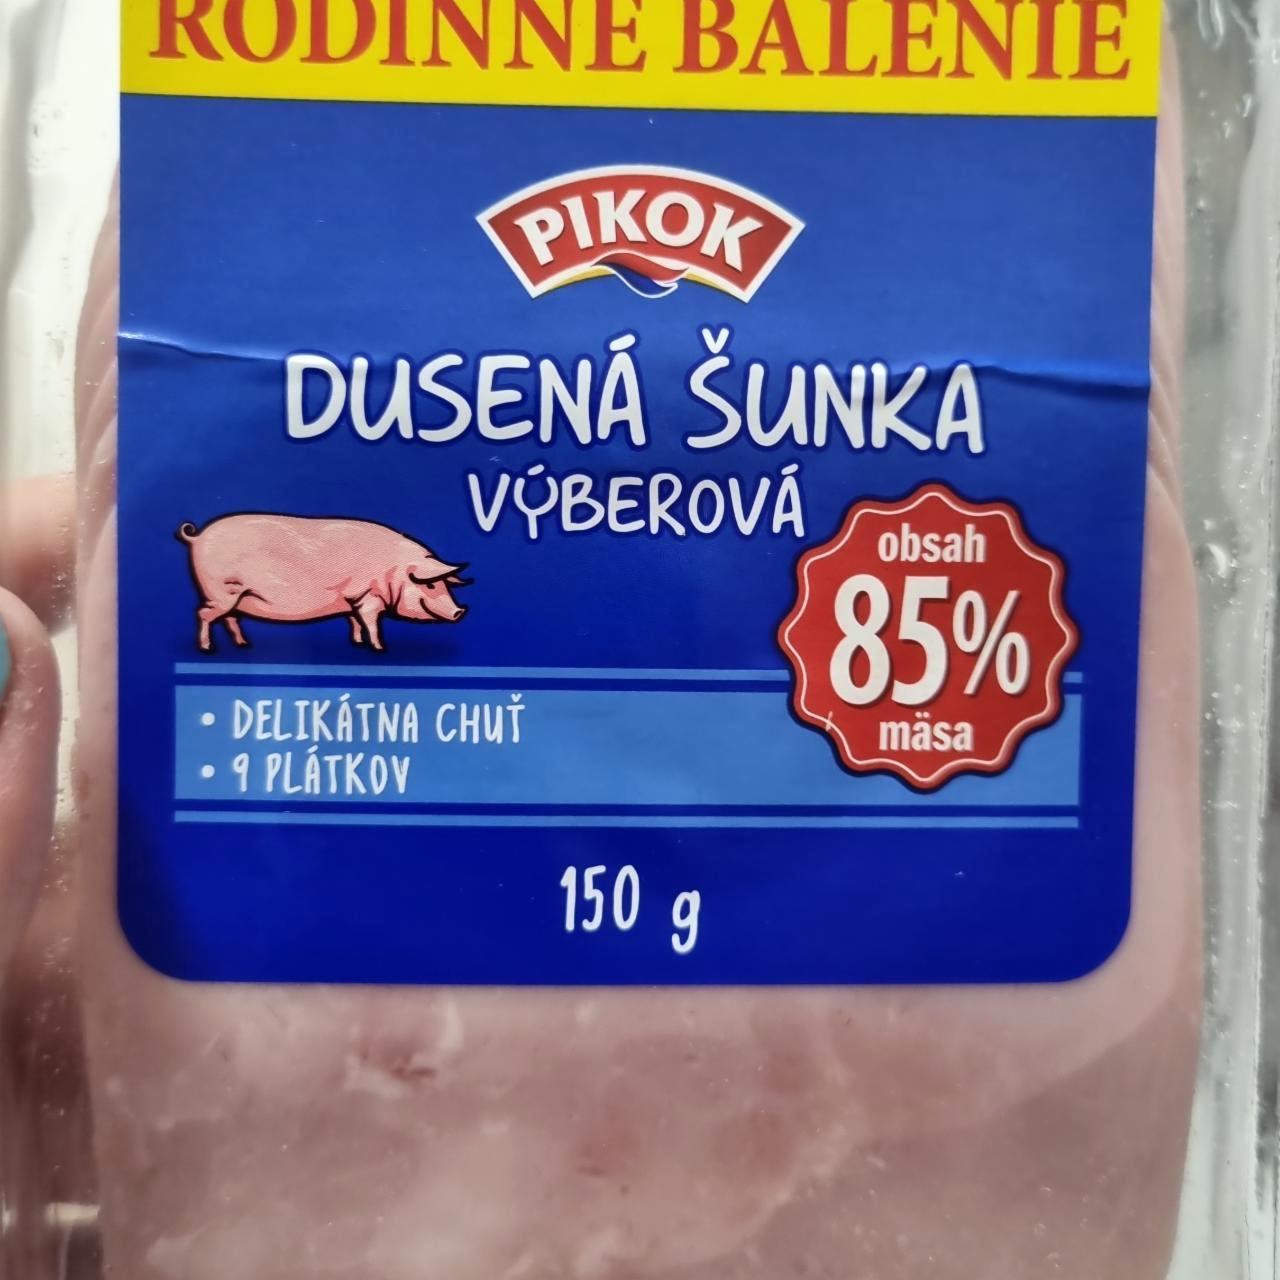 RODINNÉ BALENIE
PIKOK
DUSENÁ ŠUNKA
VÝBEROVÁ
obsah
85%
mäsa
• DELIKÁTNA CHUŤ
• 9 PLÁTKOV
150 g